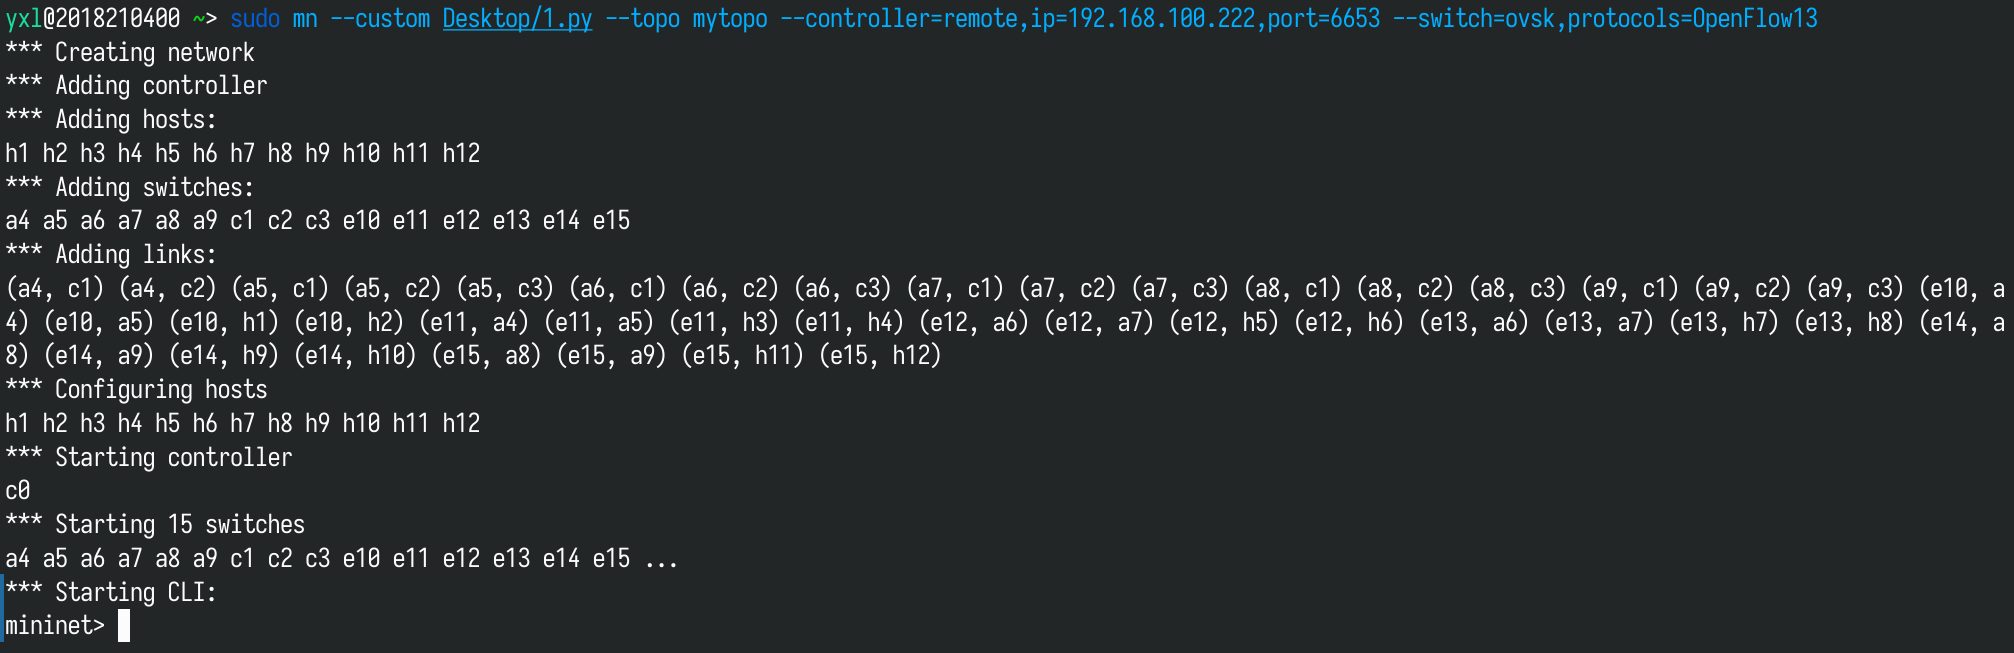 yxl@2018210400 ~> sudo mn --custom Desktop/1.py --topo mytopo --controller=remote,ip=192.168.100.222,port=6653 --switch=ovsk,protocols=OpenFlow13
*** Creating network
*** Adding controller
*** Adding hosts:
h1 h2 h3 h4 h5 h6 h7 h8 h9 h10 h11 h12
*** Adding switches:
a4 a5 a6 a7 a8 a9 c1 c2 c3 e10 e11 e12 e13 e14 e15
*** Adding links:
(a4, c1) (a4, c2) (a5, c1) (a5, c2) (a5, c3) (a6, c1) (a6, c2) (a6, c3) (a7, c1) (a7, c2) (a7, c3) (a8, c1) (a8, c2) (a8, c3) (a9, c1) (a9, c2) (a9, c3) (e10, a
4) (e10, a5) (e10, h1) (e10, h2) (e11, a4) (e11, a5) (e11, h3) (e11, h4) (e12, a6) (e12, a7) (e12, h5) (e12, h6) (e13, a6) (e13, a7) (e13, h7) (e13, h8) (e14, a
8) (e14, a9) (e14, h9) (e14, h10) (e15, a8) (e15, a9) (e15, h11) (e15, h12)
*** Configuring hosts
h1 h2 h3 h4 h5 h6 h7 h8 h9 h10 h11 h12
*** Starting controller
c0
*** Starting 15 switches
a4 a5 a6 a7 a8 a9 c1 c2 c3 e10 e11 e12 e13 e14 e15 ...
*** Starting CLI:
mininet>